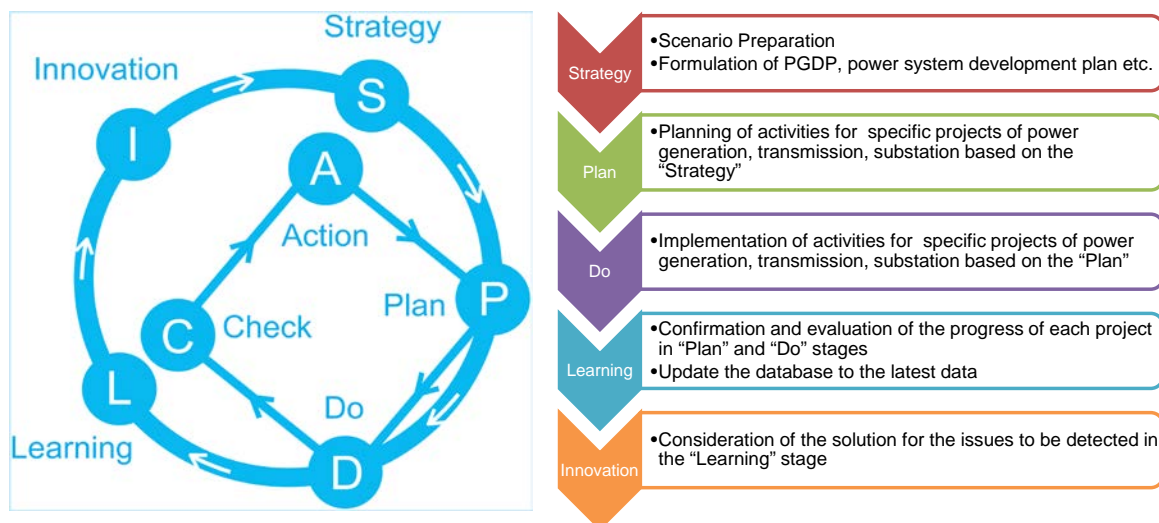 Strategy
Innovation
S
I
A
Action
Plan
P
C
Check
L
Do
Learning
D
Strategy
•Scenario Preparation
•Formulation of PGDP, power system development plan etc.
Plan
•Planning of activities for specific projects of power
generation, transmission, substation based on the
“Strategy”
Do
•Implementation of activities for specific projects of power
generation, transmission, substation based on the “Plan”
Learning
•Confirmation and evaluation of the progress of each project
in “Plan” and “Do” stages
•Update the database to the latest data
Innovation
•Consideration of the solution for the issues to be detected in
the “Learning” stage